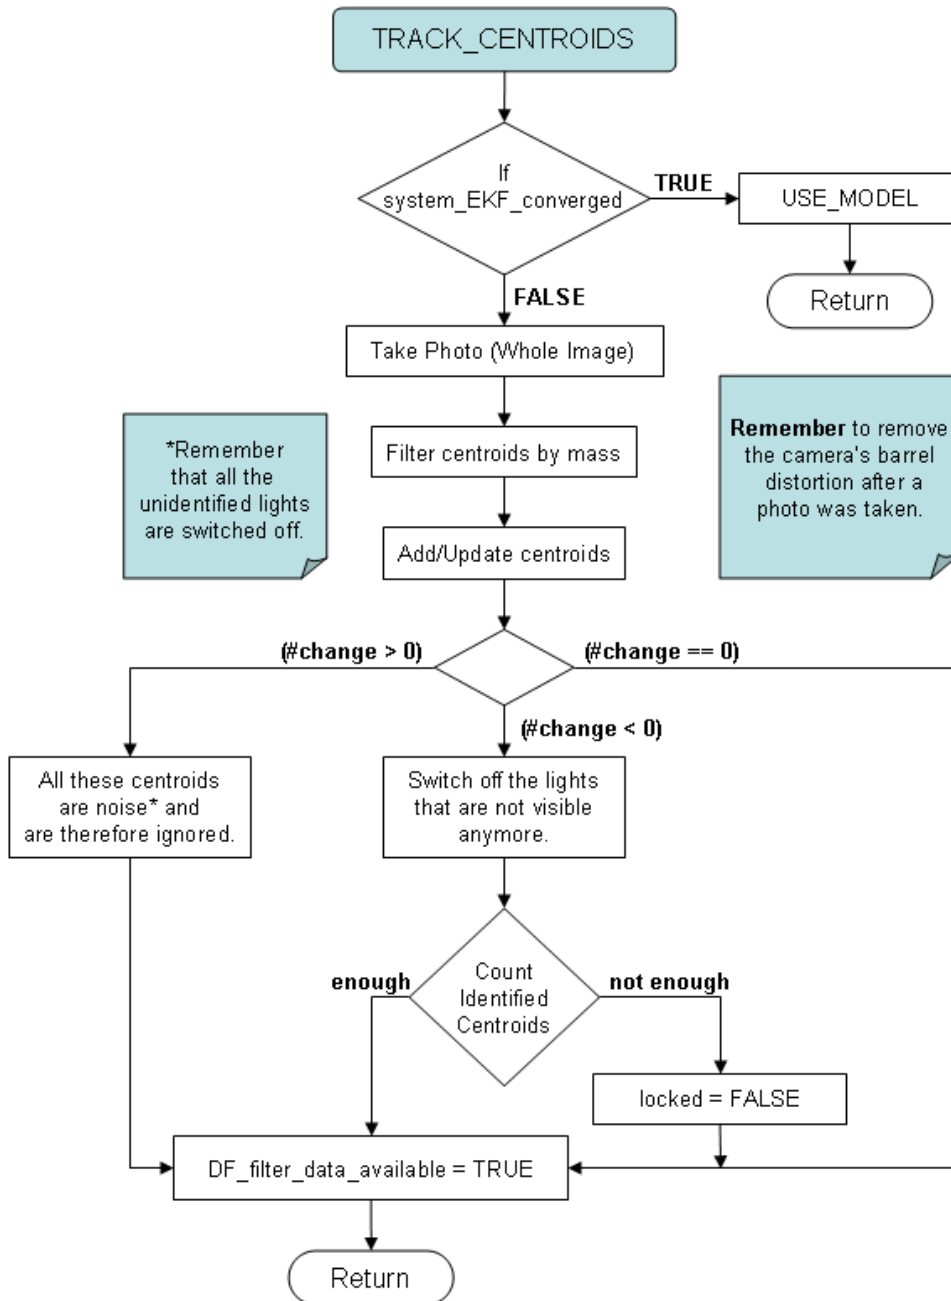 TRACK_CENTROIDS
If
system_EKF_converged
TRUE
USE_MODEL
Return
FALSE
Take Photo (Whole Image)
*Remember
that all the
unidentified lights
are switched off.
Filter centroids by mass
Remember to remove
the camera's barrel
distortion after a
photo was taken.
Add/Update centroids
(#change > 0)
(#change == 0)
(#change < 0)
All these centroids
are noise* and
are therefore ignored.
Switch off the lights
that are not visible
anymore.
enough
Count
Identified
Centroids
not enough
locked = FALSE
DF_filter_data_available = TRUE
Return